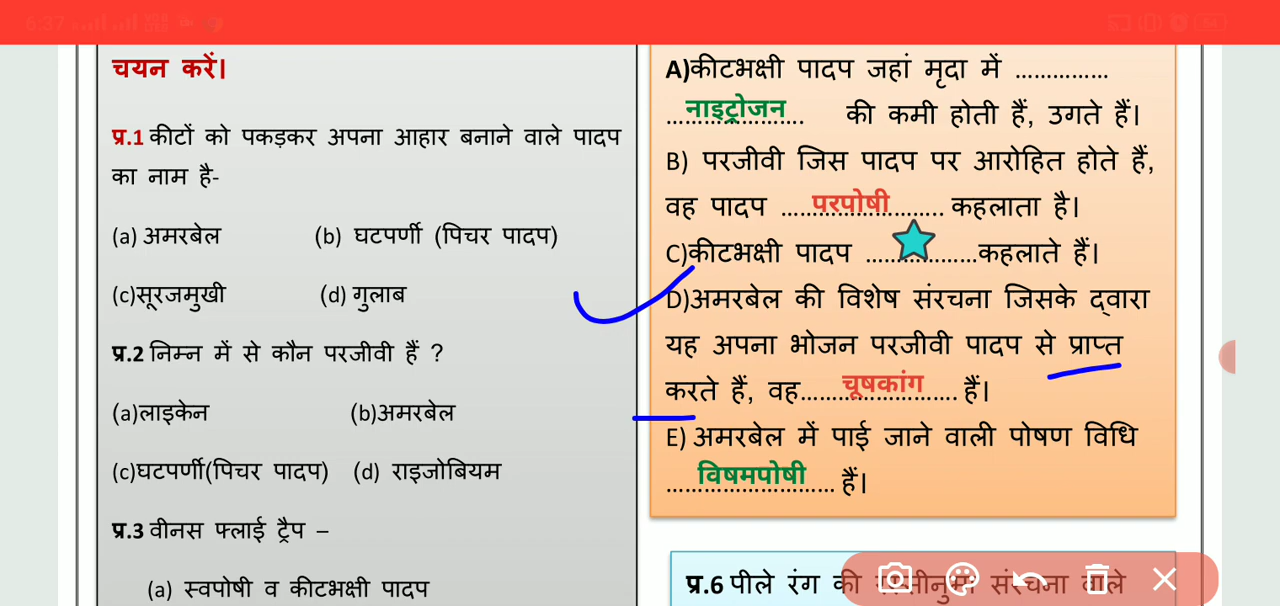 6:37
चयन करें।
प्र.1 कीटों को पकड़कर अपना आहार बनाने वाले पादप
का नाम है-
(a) अमरबेल (b) घटपर्णी (पिचर पादप)
(c)सूरजमुखी (d) गुलाब
प्र.2 निम्न में से कौन परजीवी हैं ?
(a)लाइकेन (b)अमरबेल
(c)घटपर्णी(पिचर पादप) (d) राइजोबियम
प्र.3 वीनस फ्लाई ट्रैप –
(a) स्वपोषी व कीटभक्षी पादप
A)कीटभक्षी पादप जहां मृदा में ...............
नाइट्रोजन की कमी होती हैं, उगते हैं।
B) परजीवी जिस पादप पर आरोहित होते हैं,
वह पादप ...परपोषी... कहलाता है।
C)कीटभक्षी पादप ..................कहलाते हैं।
D)अमरबेल की विशेष संरचना जिसके द्वारा
यह अपना भोजन परजीवी पादप से प्राप्त
करते हैं, वह...चूषकांग... हैं।
E) अमरबेल में पाई जाने वाली पोषण विधि
विषमपोषी हैं।
प्र.6 पीले रंग की संरचना वाले